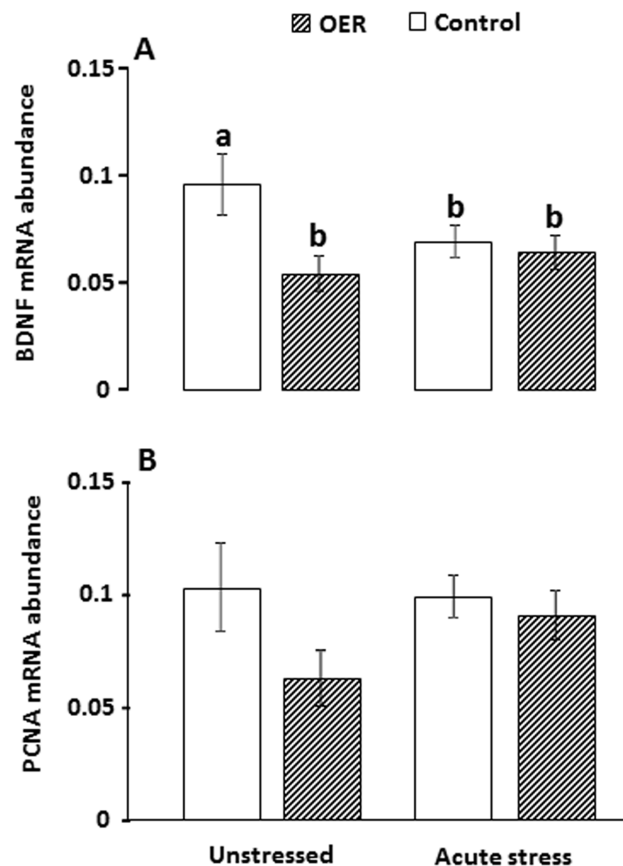 OER Control
A
0.15
0.1
0.05
0
BDNF mRNA abundance
a
b
b
b
B
0.15
0.1
0.05
0
PCNA mRNA abundance
Unstressed Acute stress